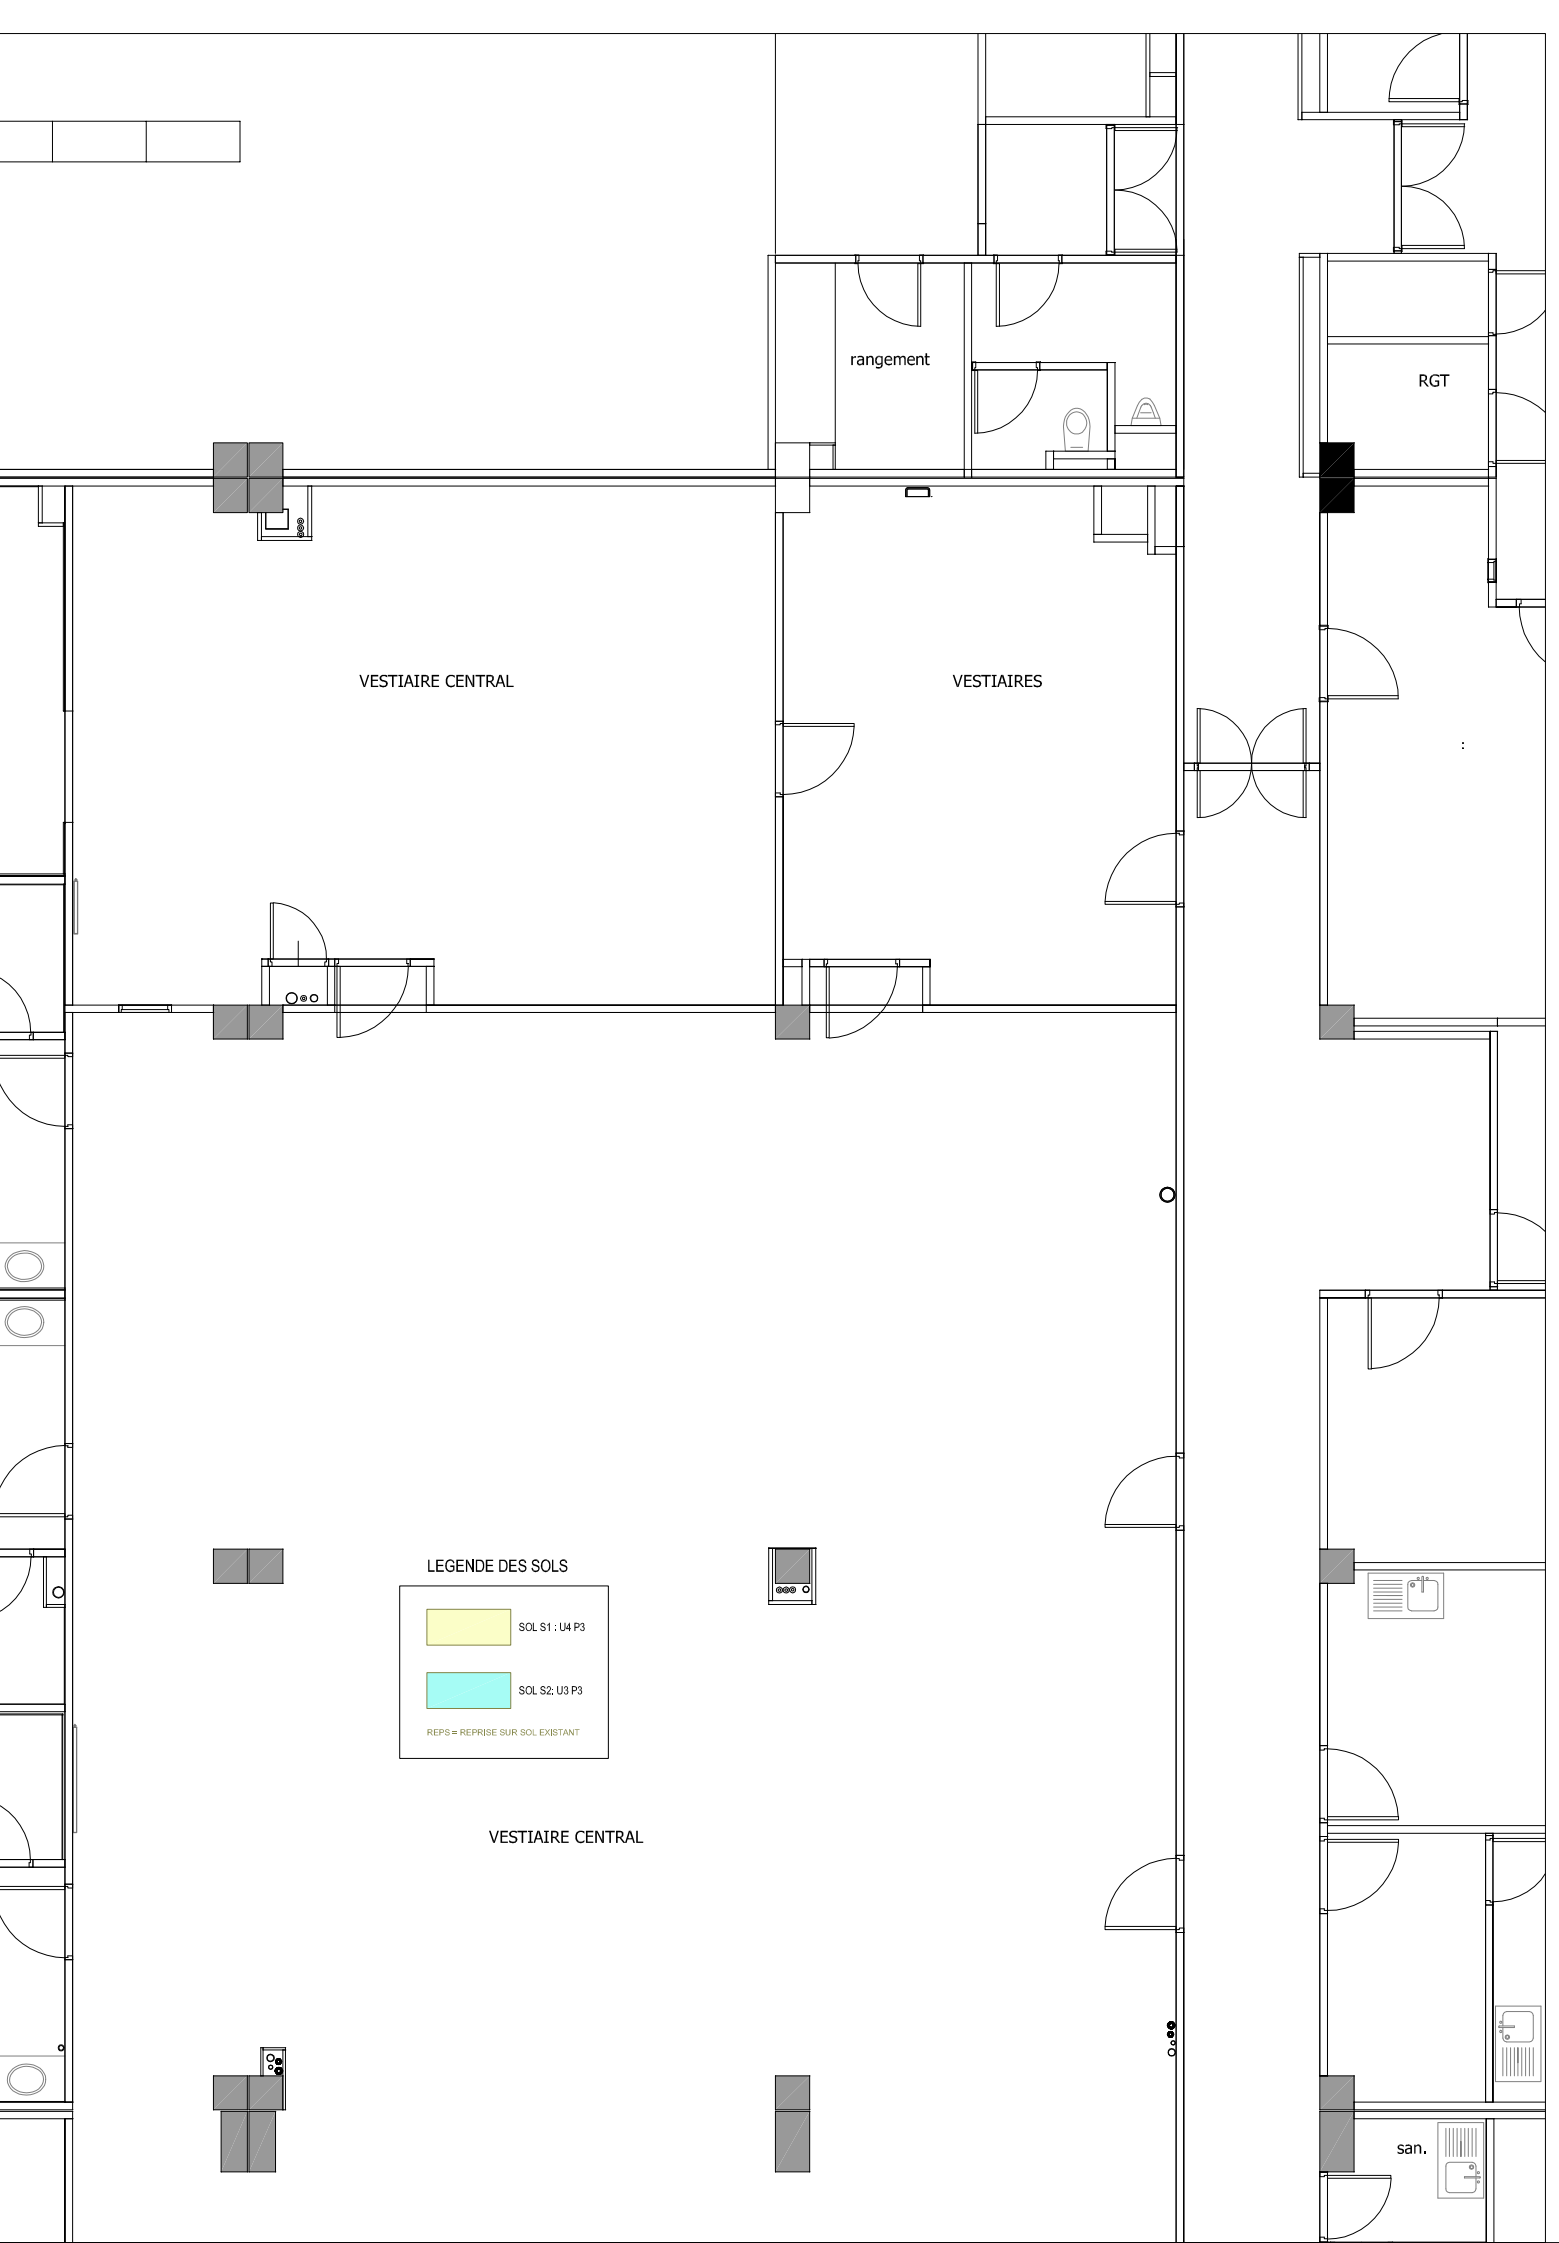 rangement
RGT
VESTIAIRE CENTRAL
VESTIAIRES
:
LEGENDE DES SOLS
SOL S1 : U4 P3
SOL S2: U3 P3
REPS = REPRISE SUR SOL EXISTANT
VESTIAIRE CENTRAL
san.